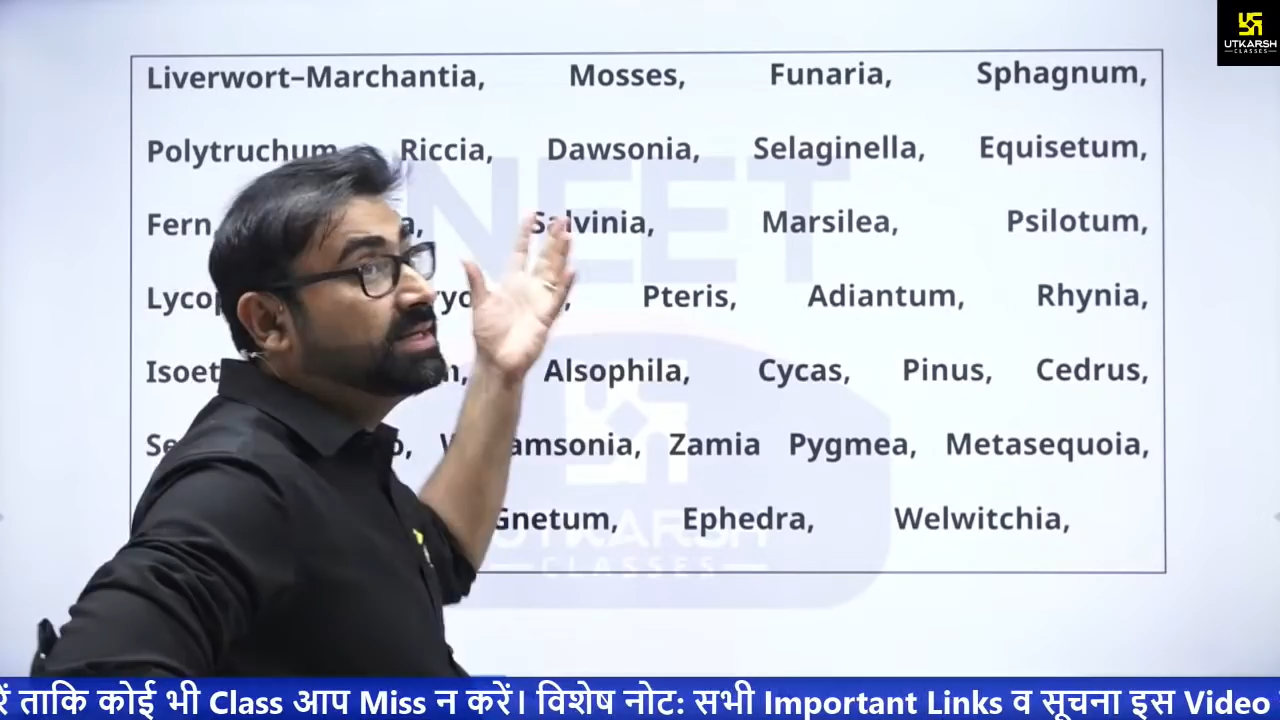 UTKARSH
CLASSES
Liverwort–Marchantia, Mosses, Funaria, Sphagnum,
Polytruchum Riccia, Dawsonia, Selaginella, Equisetum,
Fern Salvinia, Marsilea, Psilotum,
Pteris, Adiantum, Rhynia,
Alsophila, Cycas, Pinus, Cedrus,
Zamia Pygmea, Metasequoia,
Gnetum, Ephedra, Welwitchia,
NEET
UTKARSH
CLASSES
ताकि कोई भी Class आप Miss न करें। विशेष नोट: सभी Important Links व सूचना इस Video